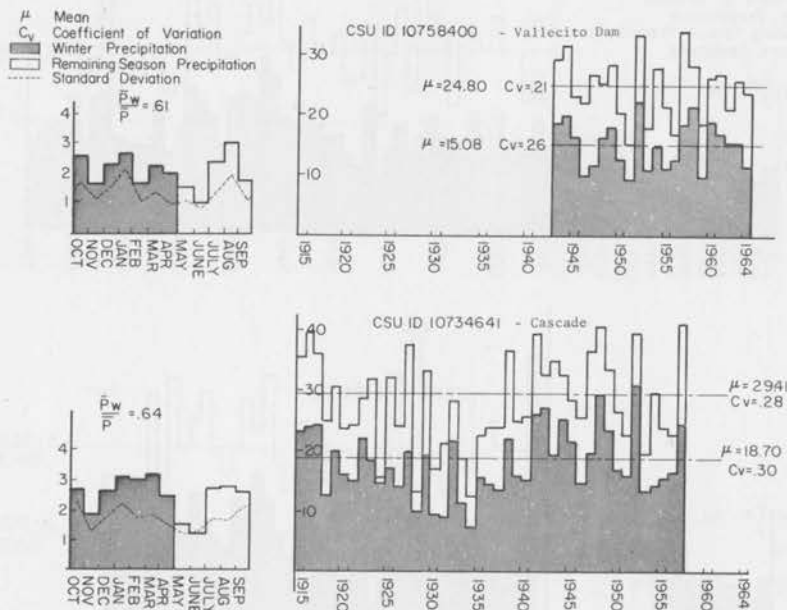 μ Mean
Cv Coefficient of Variation
Winter Precipitation
Remaining Season Precipitation
Standard Deviation
P̄w/P̄ = .61
4
3
2
1
OCT NOV DEC JAN FEB MAR APR MAY JUNE JULY AUG SEP
CSU ID 10758400 - Vallecito Dam
30
20
10
μ=24.80 Cv=.21
μ=15.08 Cv=.26
1915 1920 1925 1930 1935 1940 1945 1950 1955 1960 1964
P̄w/P̄ = .64
4
3
2
1
OCT NOV DEC JAN FEB MAR APR MAY JUNE JULY AUG SEP
CSU ID 10734641 - Cascade
40
30
20
10
μ=29.41
Cv=.28
μ=18.70
Cv=.30
1915 1920 1925 1930 1935 1940 1945 1950 1955 1960 1964